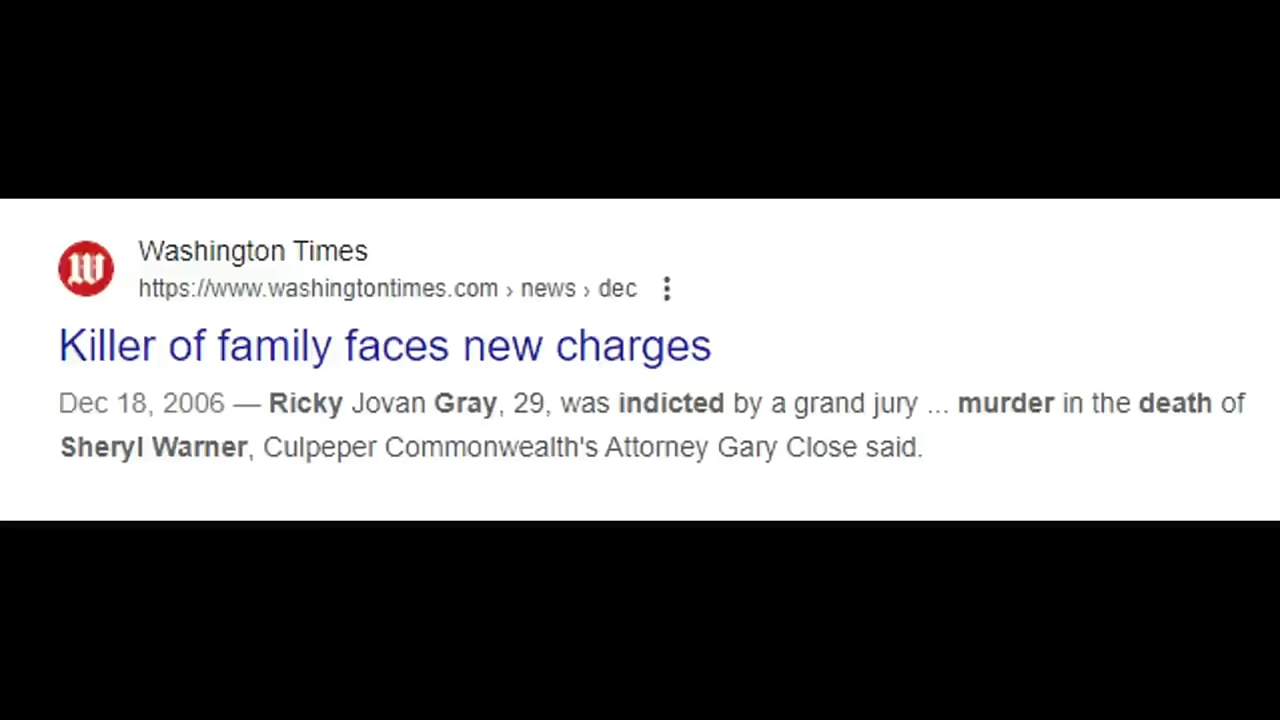 Washington Times
https://www.washingtontimes.com › news › dec
Killer of family faces new charges
Dec 18, 2006 — Ricky Jovan Gray, 29, was indicted by a grand jury ... murder in the death of
Sheryl Warner, Culpeper Commonwealth's Attorney Gary Close said.